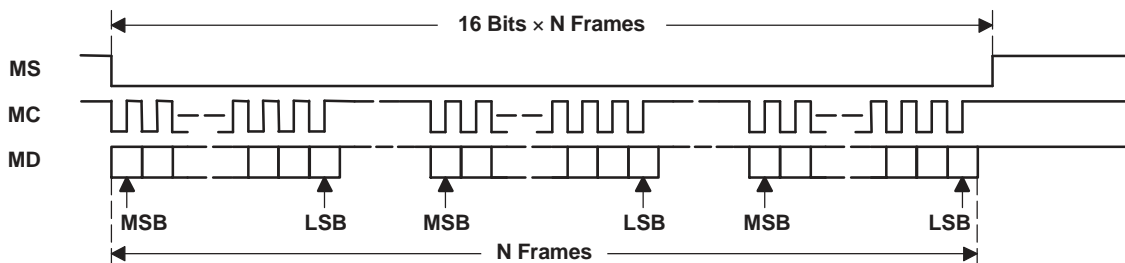 16 Bits × N Frames
MS
MC
MD
MSB LSB MSB LSB MSB LSB
N Frames